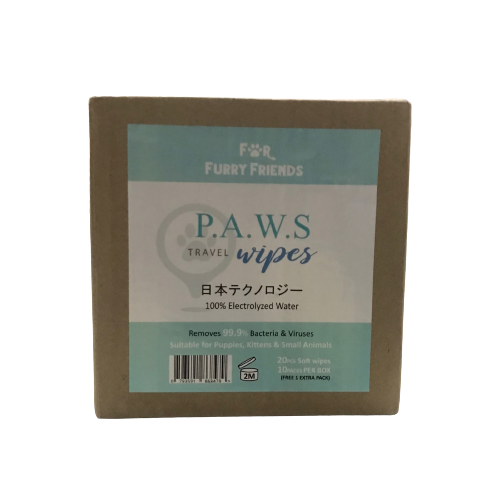 FOR
FURRY FRIENDS
P.A.W.S
TRAVEL wipes
日本テクノロジー
100% Electrolyzed Water
Removes 99.9% Bacteria & Viruses
Suitable for Puppies, Kittens & Small Animals
20pcs Soft wipes
10packs PER BOX
(FREE 1 EXTRA PACK)
2M